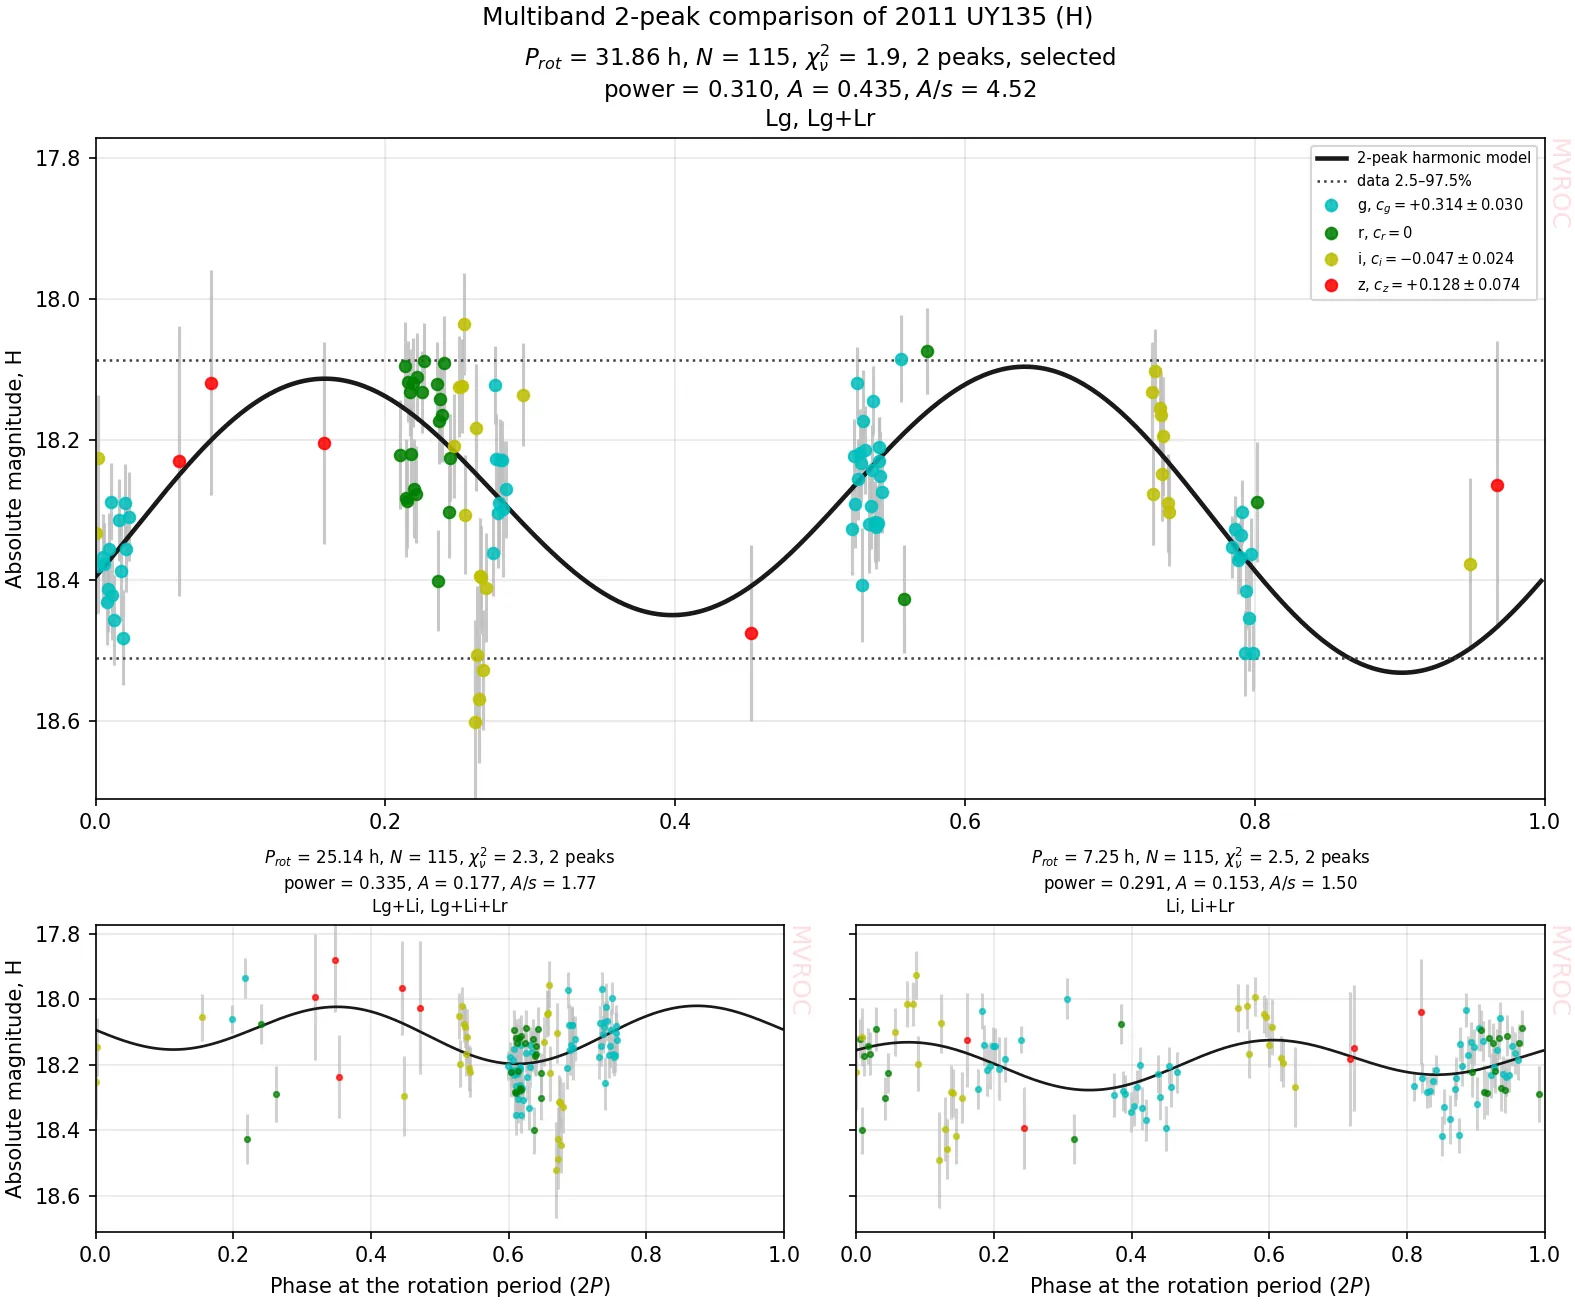 Multiband 2-peak comparison of 2011 UY135 (H)
P_rot = 31.86 h, N = 115, χ²_ν = 1.9, 2 peaks, selected
power = 0.310, A = 0.435, A/s = 4.52
Lg, Lg+Lr
17.8
18.0
18.2
18.4
18.6
Absolute magnitude, H
0.0 0.2 0.4 0.6 0.8 1.0
2-peak harmonic model
data 2.5–97.5%
g, c_g = +0.314 ± 0.030
r, c_r = 0
i, c_i = −0.047 ± 0.024
z, c_z = +0.128 ± 0.074
MVROC
P_rot = 25.14 h, N = 115, χ²_ν = 2.3, 2 peaks
power = 0.335, A = 0.177, A/s = 1.77
Lg+Li, Lg+Li+Lr
17.8
18.0
18.2
18.4
18.6
Absolute magnitude, H
0.0 0.2 0.4 0.6 0.8 1.0
Phase at the rotation period (2P)
MVROC
P_rot = 7.25 h, N = 115, χ²_ν = 2.5, 2 peaks
power = 0.291, A = 0.153, A/s = 1.50
Li, Li+Lr
0.0 0.2 0.4 0.6 0.8 1.0
Phase at the rotation period (2P)
MVROC